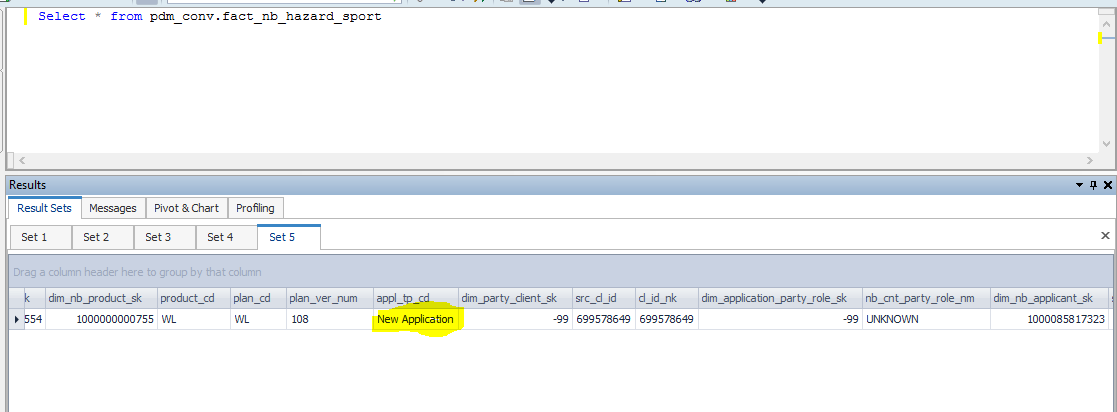 Select * from pdm_conv.fact_nb_hazard_sport
Results
Result Sets Messages Pivot & Chart Profiling
Set 1 Set 2 Set 3 Set 4 Set 5
Drag a column header here to group by that column
k dim_nb_product_sk product_cd plan_cd plan_ver_num appl_tp_cd dim_party_client_sk src_cl_id cl_id_nk dim_application_party_role_sk nb_cnt_party_role_nm dim_nb_applicant_sk
554 1000000000755 WL WL 108 New Application -99 699578649 699578649 -99 UNKNOWN 1000085817323